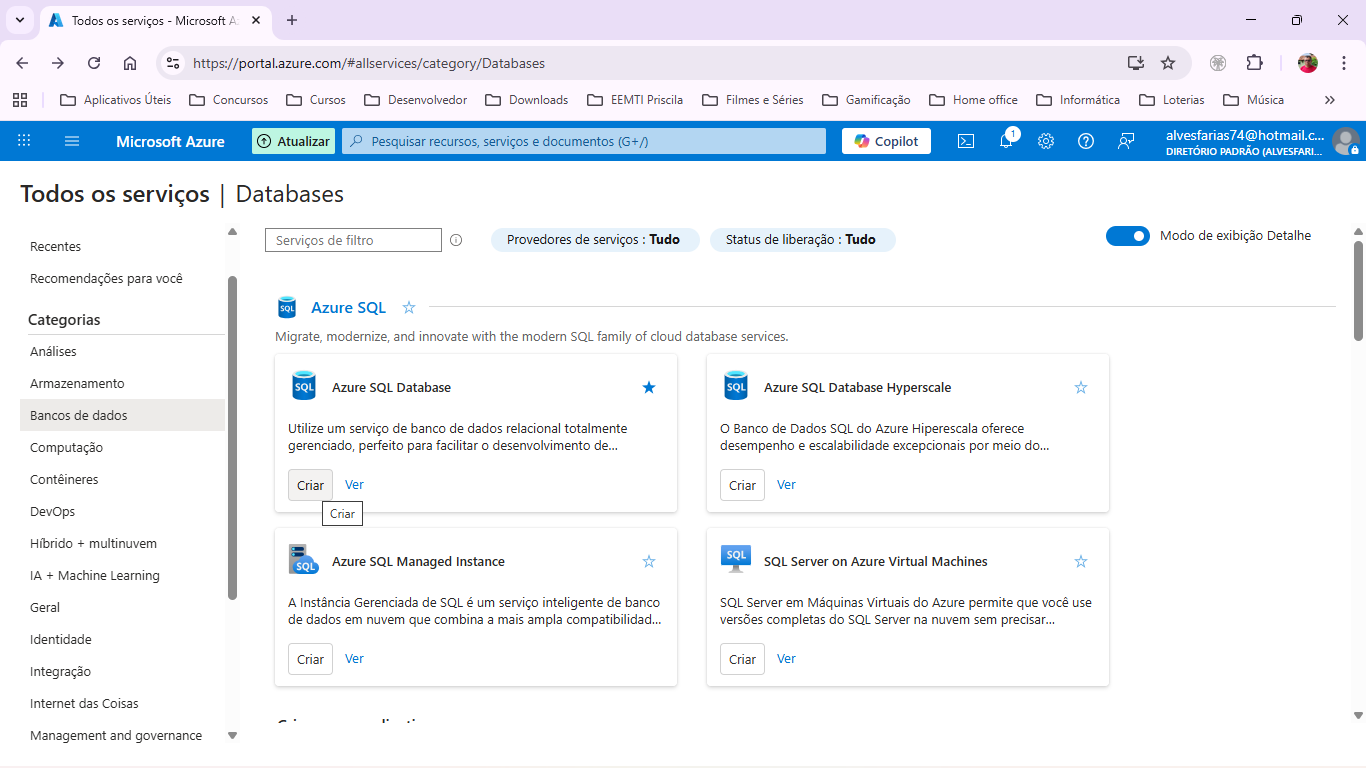 Todos os serviços - Microsoft Az
https://portal.azure.com/#allservices/category/Databases
Aplicativos Úteis
Concursos
Cursos
Desenvolvedor
Downloads
EEMTI Priscila
Filmes e Séries
Gamificação
Home office
Informática
Loterias
Música
Microsoft Azure
Atualizar
Pesquisar recursos, serviços e documentos (G+/)
Copilot
1
alvesfarias74@hotmail.c...
DIRETÓRIO PADRÃO (ALVESFARI...
Todos os serviços | Databases
Recentes
Recomendações para você
Categorias
Análises
Armazenamento
Bancos de dados
Computação
Contêineres
DevOps
Híbrido + multinuvem
IA + Machine Learning
Geral
Identidade
Integração
Internet das Coisas
Management and governance
Serviços de filtro
Provedores de serviços : Tudo
Status de liberação : Tudo
Modo de exibição Detalhe
SQL
Azure SQL
Migrate, modernize, and innovate with the modern SQL family of cloud database services.
SQL
Azure SQL Database
Utilize um serviço de banco de dados relacional totalmente
gerenciado, perfeito para facilitar o desenvolvimento de...
Criar
Ver
Criar
SQL
Azure SQL Database Hyperscale
O Banco de Dados SQL do Azure Hiperescala oferece
desempenho e escalabilidade excepcionais por meio do...
Criar
Ver
SQL
Azure SQL Managed Instance
A Instância Gerenciada de SQL é um serviço inteligente de banco
de dados em nuvem que combina a mais ampla compatibilidad...
Criar
Ver
SQL
SQL Server on Azure Virtual Machines
SQL Server em Máquinas Virtuais do Azure permite que você use
versões completas do SQL Server na nuvem sem precisar...
Criar
Ver